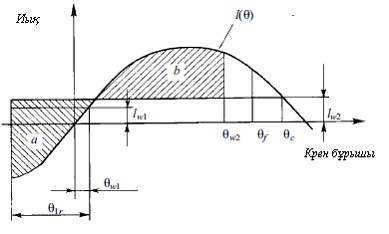 Иық
l(θ)
b
a
l_w1
l_w2
θ_w2
θ_f
θ_c
Крен бұрышы
θ_w1
θ_1r